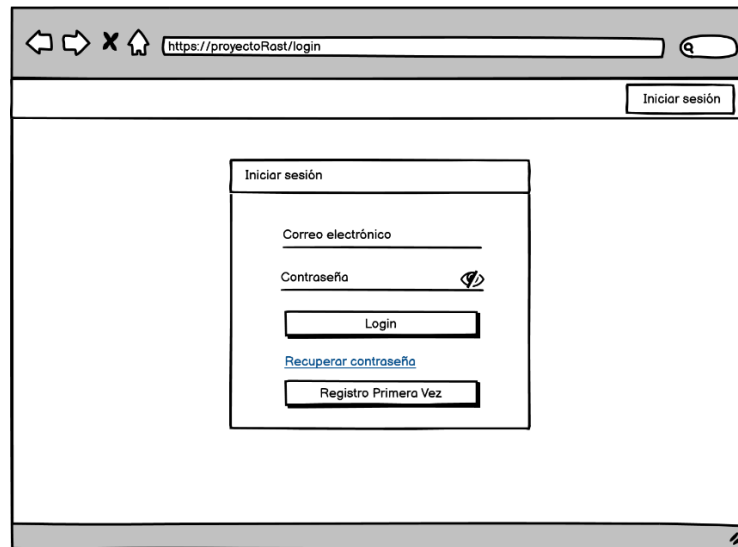 https://proyectoRast/login
Iniciar sesión
Iniciar sesión
Correo electrónico
Contraseña
Login
Recuperar contraseña
Registro Primera Vez